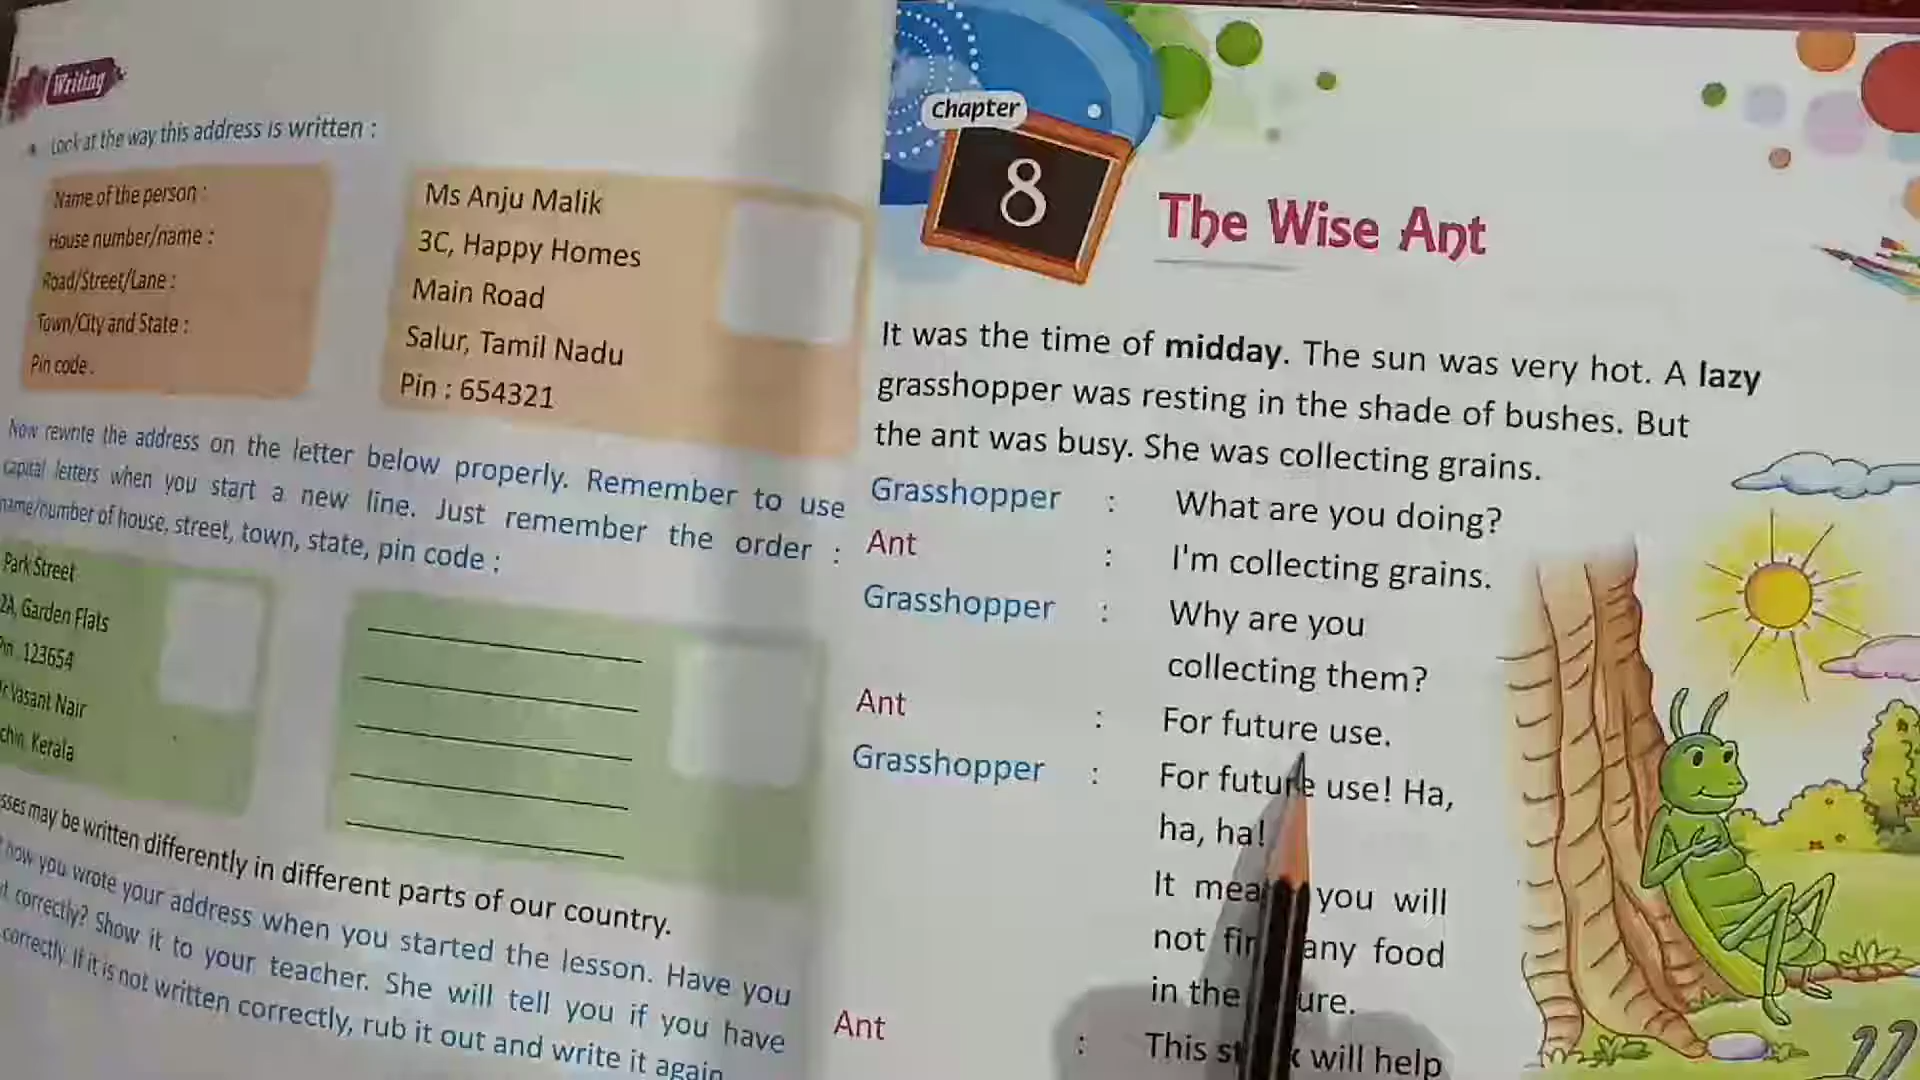 Writing
Look at the way this address is written :
Name of the person :
House number/name :
Road/Street/Lane :
Town/City and State :
Pin code .
Ms Anju Malik
3C, Happy Homes
Main Road
Salur, Tamil Nadu
Pin : 654321
Now rewrite the address on the letter below properly. Remember to use
capital letters when you start a new line. Just remember the order :
name/number of house, street, town, state, pin code :
Park Street
2A, Garden Flats
Pin . 123654
Vasant Nair
Kerala
may be written differently in different parts of our country.
how you wrote your address when you started the lesson. Have you
correctly? Show it to your teacher. She will tell you if you have
correctly. If it is not written correctly, rub it out and write it again
Chapter
8
The Wise Ant
It was the time of midday. The sun was very hot. A lazy
grasshopper was resting in the shade of bushes. But
the ant was busy. She was collecting grains.
Grasshopper : What are you doing?
Ant : I'm collecting grains.
Grasshopper : Why are you
collecting them?
Ant : For future use.
Grasshopper : For future use! Ha,
ha, ha!
It you will
not any food
in the
Ant : This will help